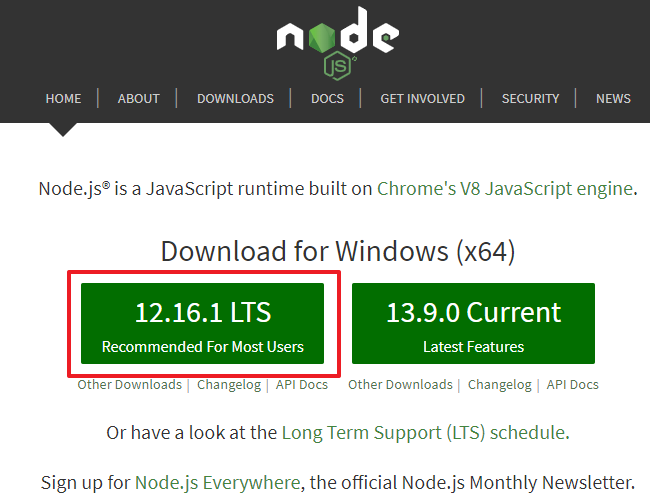 node
JS
HOME | ABOUT | DOWNLOADS | DOCS | GET INVOLVED | SECURITY | NEWS
Node.js® is a JavaScript runtime built on Chrome's V8 JavaScript engine.
Download for Windows (x64)
12.16.1 LTS
Recommended For Most Users
13.9.0 Current
Latest Features
Other Downloads | Changelog | API Docs
Other Downloads | Changelog | API Docs
Or have a look at the Long Term Support (LTS) schedule.
Sign up for Node.js Everywhere, the official Node.js Monthly Newsletter.